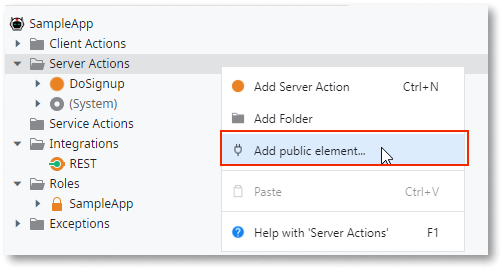 SampleApp
Client Actions
Server Actions
DoSignup
(System)
Service Actions
Integrations
REST
Roles
SampleApp
Exceptions
Add Server Action Ctrl+N
Add Folder
Add public element...
Paste Ctrl+V
Help with 'Server Actions' F1